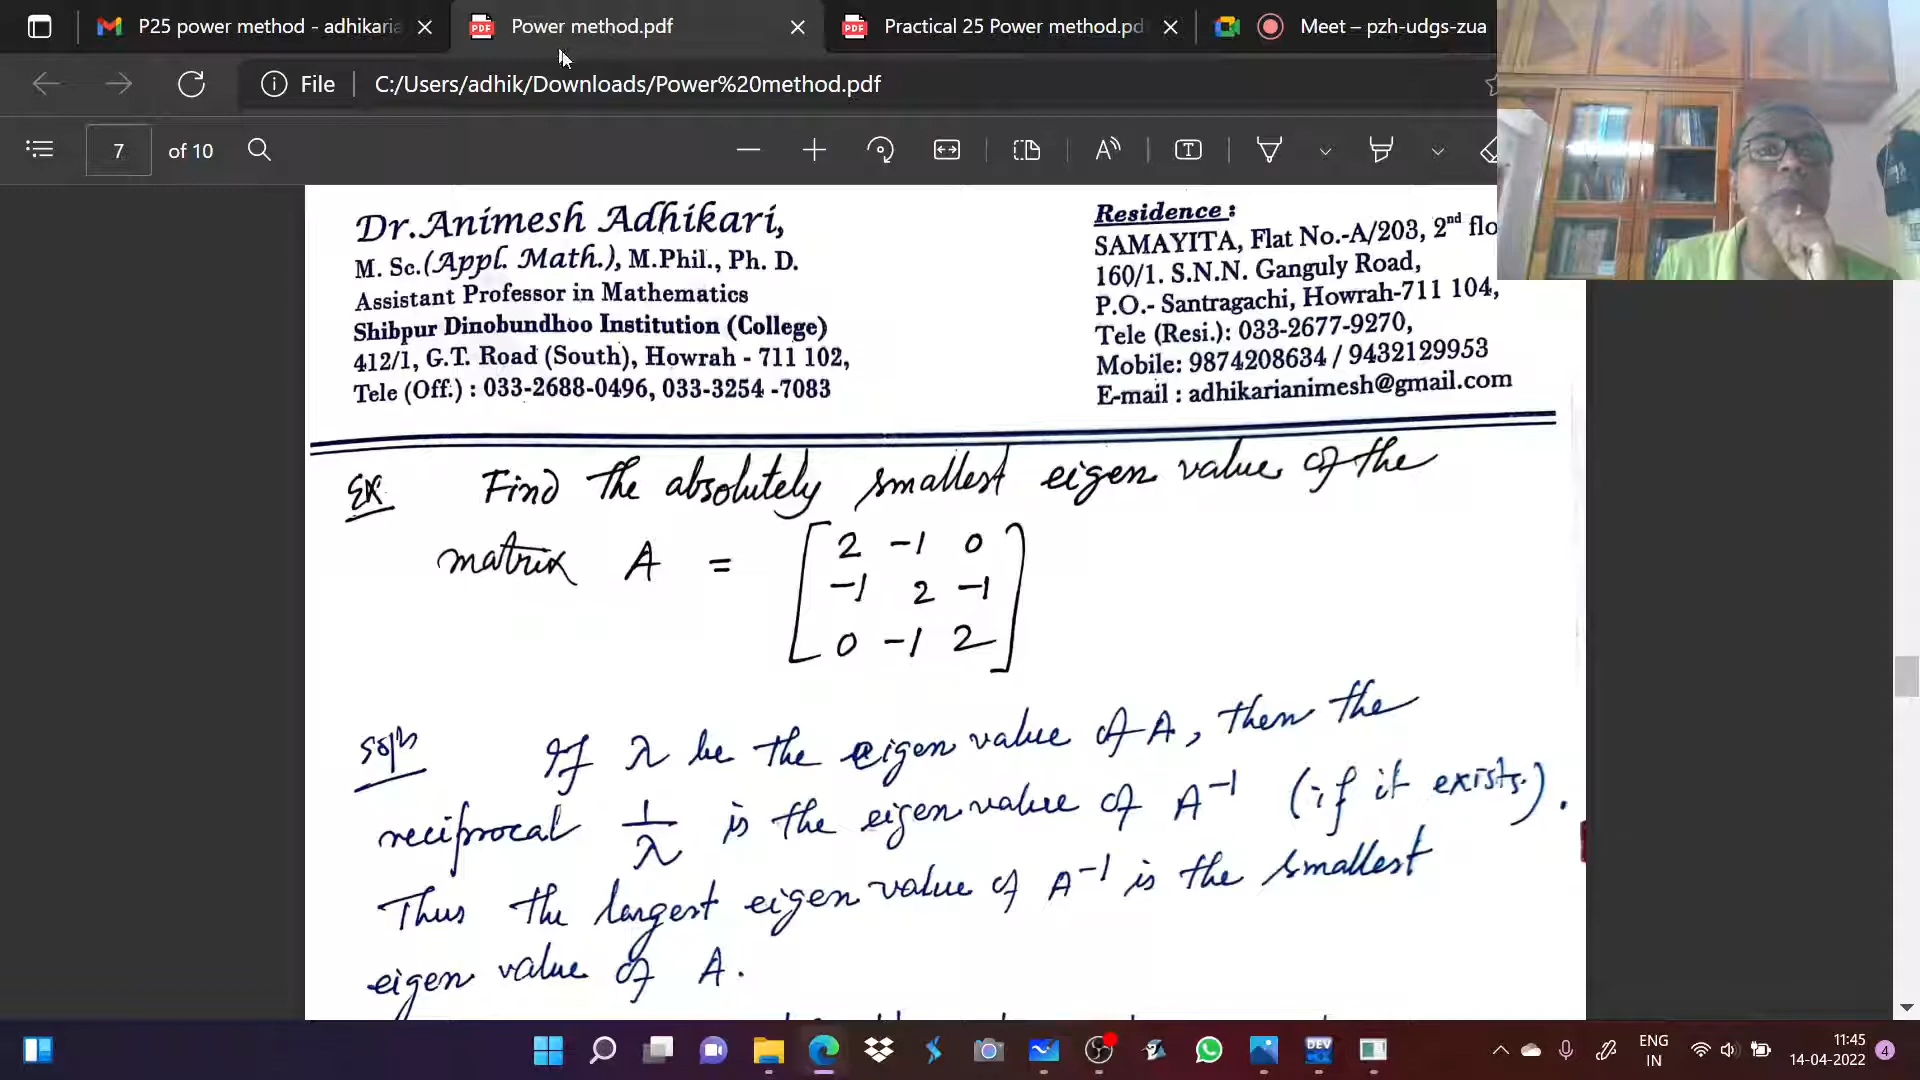 P25 power method - adhikaria
Power method.pdf
Practical 25 Power method.pd
Meet – pzh-udgs-zua
File
C:/Users/adhik/Downloads/Power%20method.pdf
7 of 10
Dr. Animesh Adhikari,
M. Sc.(Appl. Math.), M.Phil., Ph. D.
Assistant Professor in Mathematics
Shibpur Dinobundhoo Institution (College)
412/1, G.T. Road (South), Howrah - 711 102,
Tele (Off.) : 033-2688-0496, 033-3254 -7083
Residence :
SAMAYITA, Flat No.-A/203, 2nd flo
160/1. S.N.N. Ganguly Road,
P.O.- Santragachi, Howrah-711 104,
Tele (Resi.): 033-2677-9270,
Mobile: 9874208634 / 9432129953
E-mail : adhikarianimesh@gmail.com
Ex Find the absolutely smallest eigen value of the
matrix A =
2 -1 0
-1 2 -1
0 -1 2
Soln If λ be the eigen value of A, then the
reciprocal 1/λ is the eigen value of A⁻¹ (if it exists).
Thus the largest eigen value of A⁻¹ is the smallest
eigen value of A.
ENG
IN
11:45
14-04-2022
4
DEV